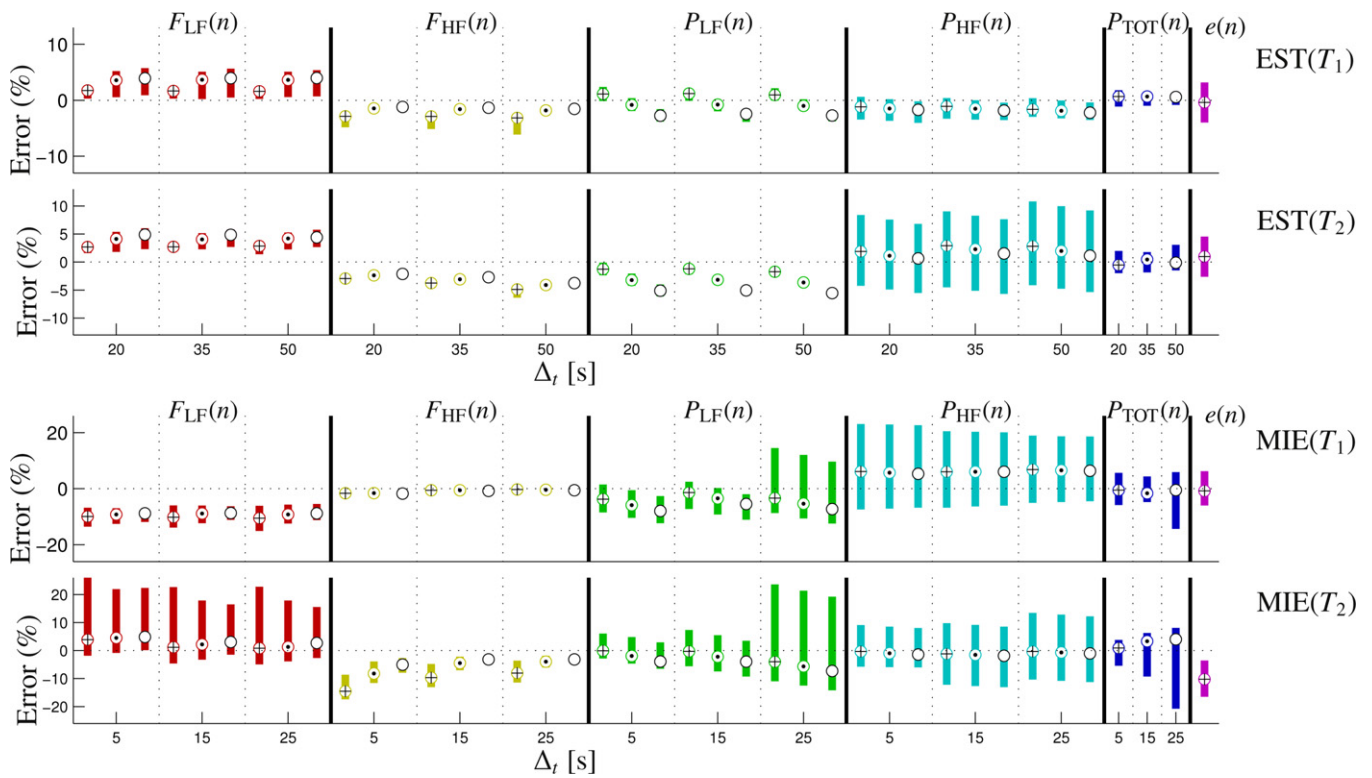 F_LF(n) F_HF(n) P_LF(n) P_HF(n) P_TOT(n) e(n)
EST(T_1)
Error (%)
10
0
−10
EST(T_2)
Error (%)
10
5
0
−5
−10
20 35 50 20 35 50 20 35 50 20 35 50 20 35 50
Δ_t [s]
F_LF(n) F_HF(n) P_LF(n) P_HF(n) P_TOT(n) e(n)
MIE(T_1)
Error (%)
20
0
−20
MIE(T_2)
Error (%)
20
10
0
−10
−20
5 15 25 5 15 25 5 15 25 5 15 25 5 15 25
Δ_t [s]